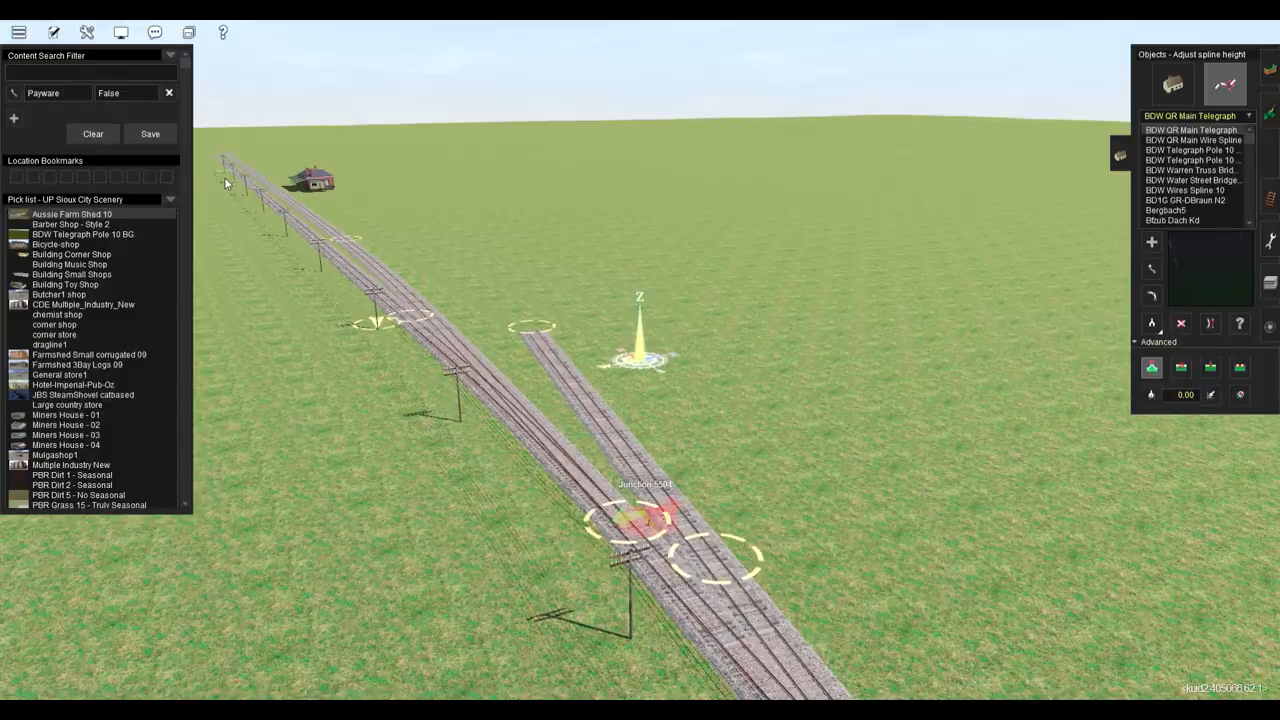 Content Search Filter
Payware
False
Clear
Save
Location Bookmarks
Pick list - UP Sioux City Scenery
Aussie Farm Shed 10
Barber Shop - Style 2
BDW Telegraph Pole 10 BG
Bicycle-shop
Building Corner Shop
Building Music Shop
Building Small Shops
Building Toy Shop
Butcher1 shop
CDE Multiple_Industry_New
chemist shop
corner shop
corner store
dragline1
Farmshed Small corrugated 09
Farmshed 3Bay Logs 09
General store1
Hotel-Imperial-Pub-Oz
JBS SteamShovel catbased
Large country store
Miners House - 01
Miners House - 02
Miners House - 03
Miners House - 04
Mulgashop1
Multiple Industry New
PBR Dirt 1 - Seasonal
PBR Dirt 2 - Seasonal
PBR Dirt 5 - No Seasonal
PBR Grass 15 - Truly Seasonal
Z
Junction 5504
Objects - Adjust spline height
BDW QR Main Telegraph
BDW QR Main Telegraph
BDW QR Main Wire Spline
BDW Telegraph Pole 10 ...
BDW Telegraph Pole 10 ...
BDW Warren Truss Brid...
BDW Water Street Bridge...
BDW Wires Spline 10
BD1G GR-DBraun N2
Bergbach5
Bfzub Dach Kd
Advanced
0.00
<kuid2:405066:62:1>